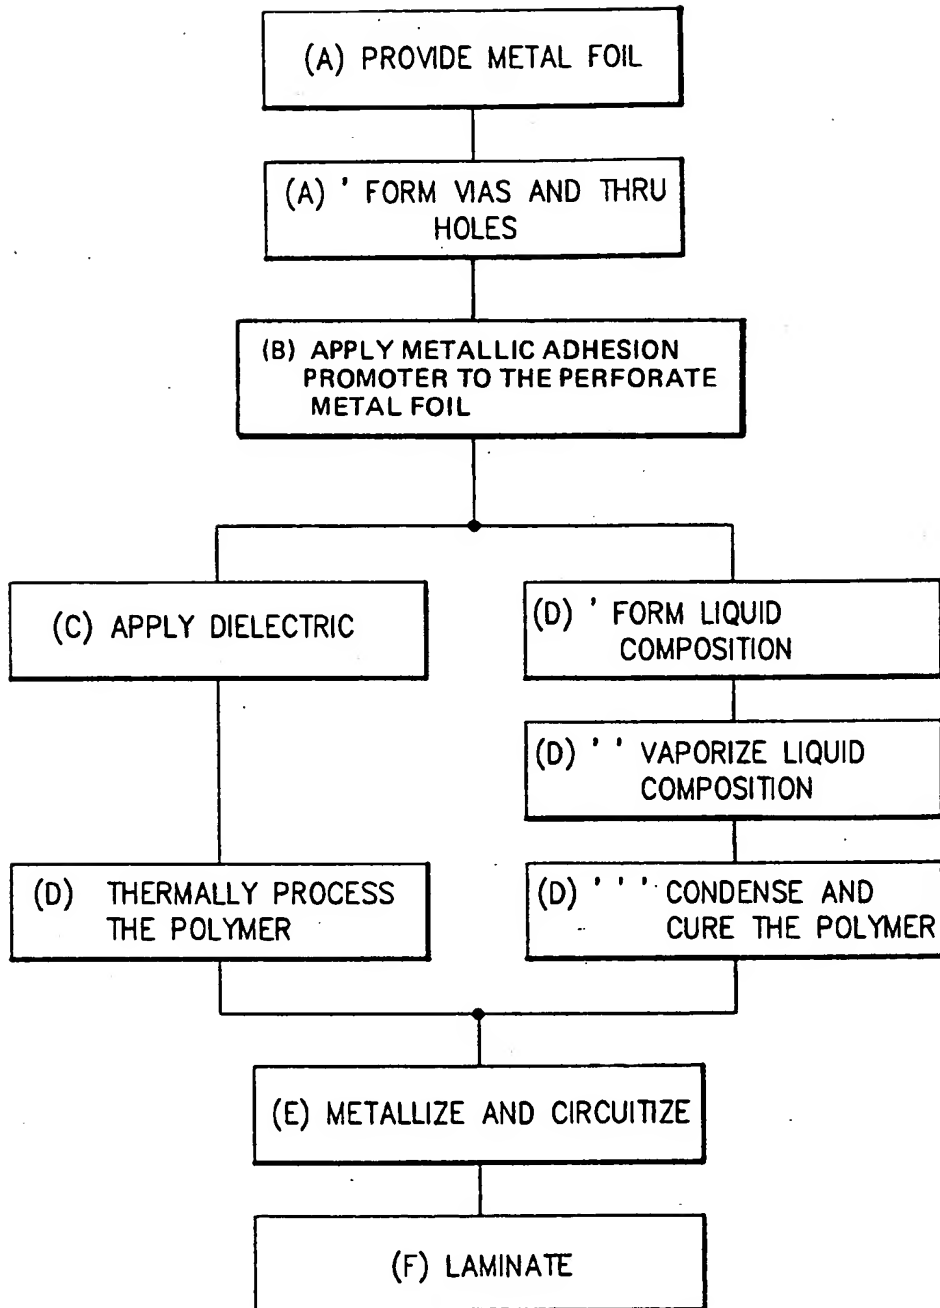 (A) PROVIDE METAL FOIL
(A) ' FORM VIAS AND THRU
HOLES
(B) APPLY METALLIC ADHESION
PROMOTER TO THE PERFORATE
METAL FOIL
(C) APPLY DIELECTRIC
(D) THERMALLY PROCESS
THE POLYMER
(D) ' FORM LIQUID
COMPOSITION
(D) ' ' VAPORIZE LIQUID
COMPOSITION
(D) ' ' ' CONDENSE AND
CURE THE POLYMER
(E) METALLIZE AND CIRCUITIZE
(F) LAMINATE